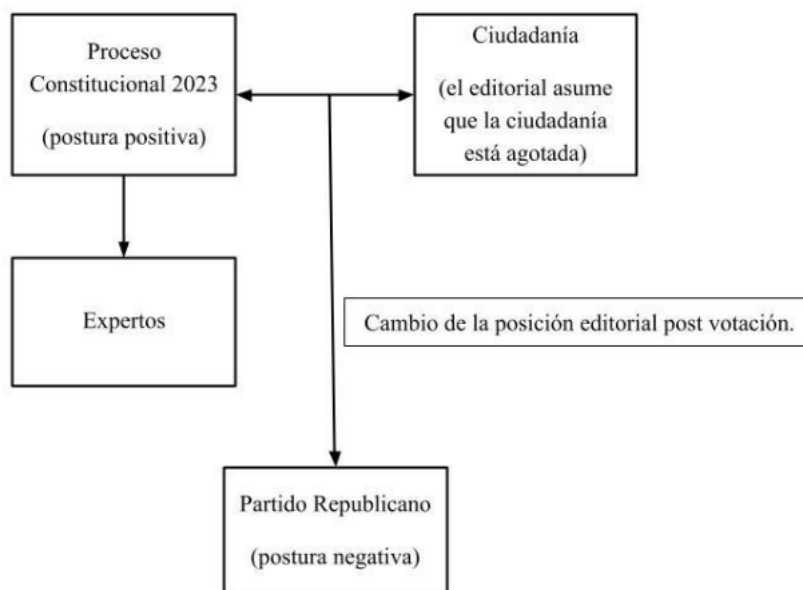 Proceso
Constitucional 2023
(postura positiva)
Ciudadanía
(el editorial asume
que la ciudadanía
está agotada)
Expertos
Cambio de la posición editorial post votación.
Partido Republicano
(postura negativa)